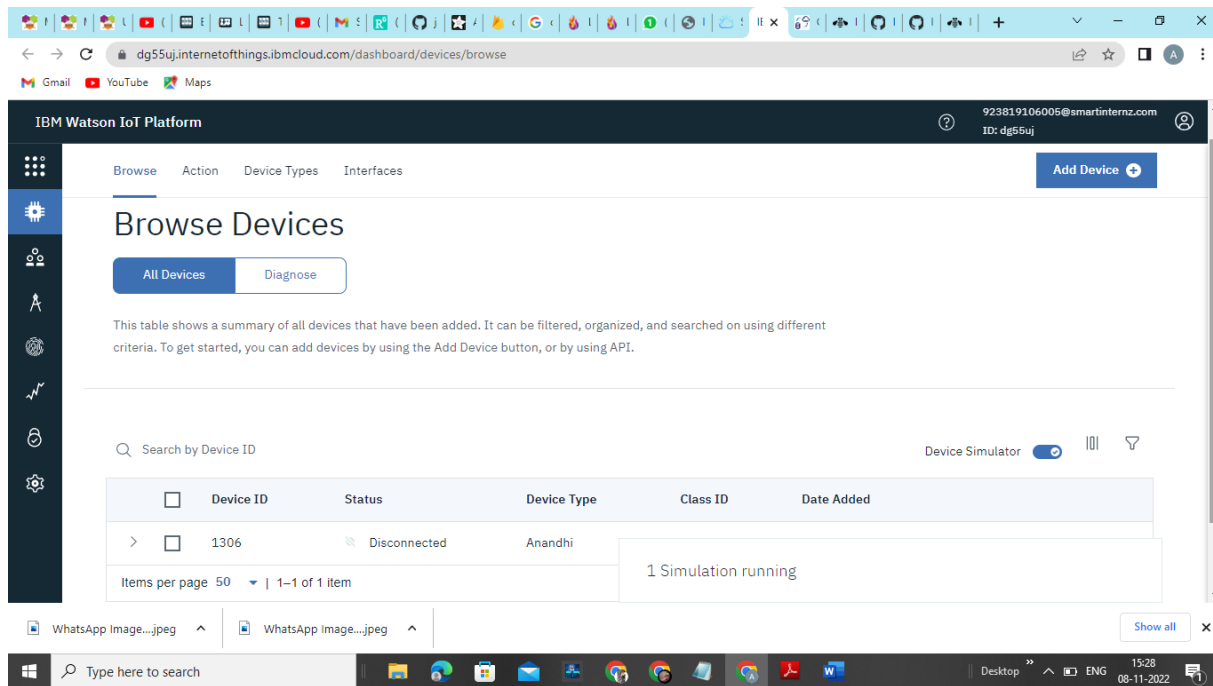 dg55uj.internetofthings.ibmcloud.com/dashboard/devices/browse
A
Gmail YouTube Maps
IBM Watson IoT Platform
923819106005@smartinternz.com
ID: dg55uj
Browse Action Device Types Interfaces
Add Device
Browse Devices
All Devices Diagnose
This table shows a summary of all devices that have been added. It can be filtered, organized, and searched on using different
criteria. To get started, you can add devices by using the Add Device button, or by using API.
Search by Device ID
Device Simulator
Device ID Status Device Type Class ID Date Added
1306 Disconnected Anandhi
Items per page 50 | 1–1 of 1 item
1 Simulation running
WhatsApp Image....jpeg WhatsApp Image....jpeg
Show all
Type here to search
Desktop ENG
15:28
08-11-2022